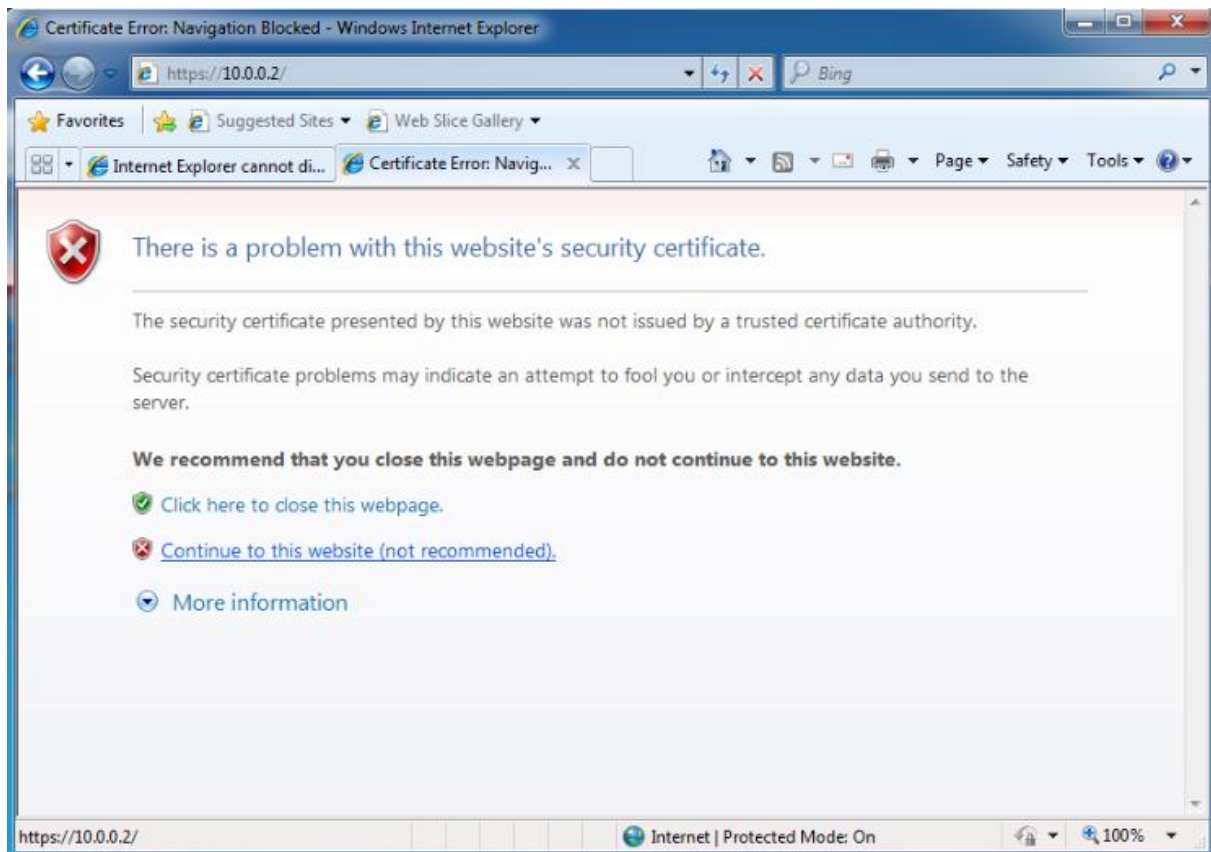 Certificate Error: Navigation Blocked - Windows Internet Explorer
https://10.0.0.2/
Bing
Favorites Suggested Sites Web Slice Gallery
Internet Explorer cannot di... Certificate Error: Navig... Page Safety Tools
There is a problem with this website's security certificate.
The security certificate presented by this website was not issued by a trusted certificate authority.
Security certificate problems may indicate an attempt to fool you or intercept any data you send to the
server.
We recommend that you close this webpage and do not continue to this website.
Click here to close this webpage.
Continue to this website (not recommended).
More information
https://10.0.0.2/ Internet | Protected Mode: On 100%